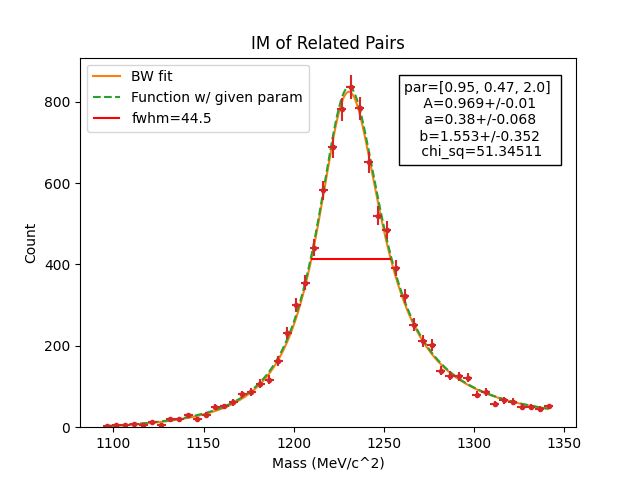 IM of Related Pairs
BW fit
Function w/ given param
fwhm=44.5
par=[0.95, 0.47, 2.0]
A=0.969+/-0.01
a=0.38+/-0.068
b=1.553+/-0.352
chi_sq=51.34511
Count
800
600
400
200
0
1100 1150 1200 1250 1300 1350
Mass (MeV/c^2)